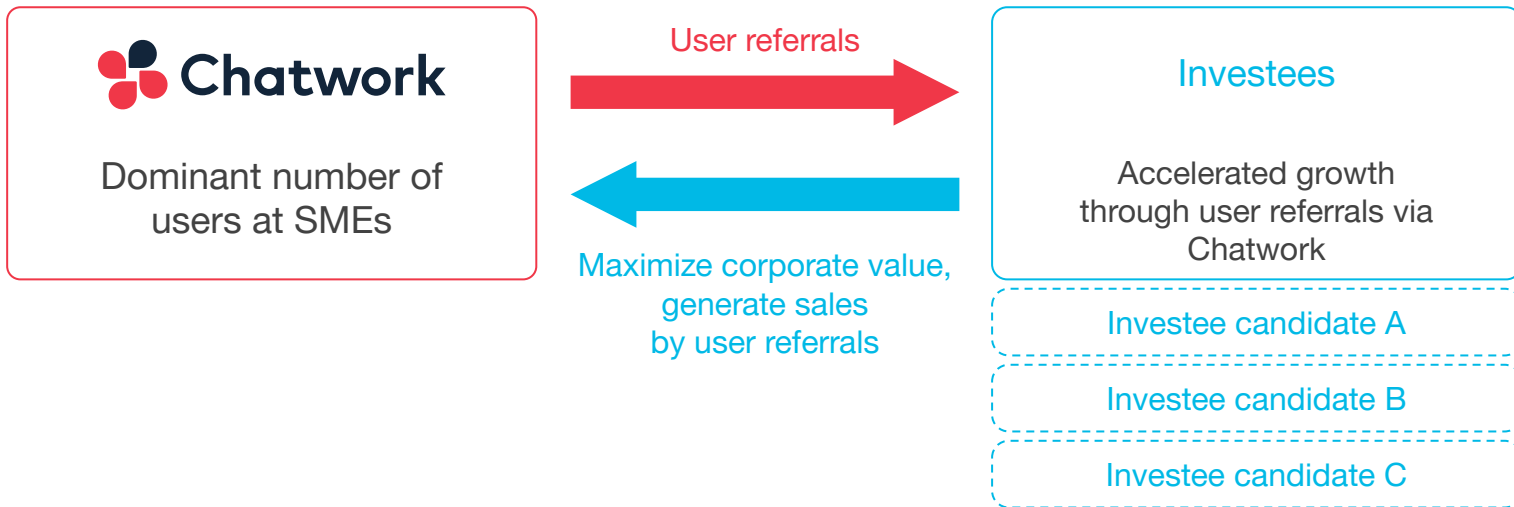 Chatwork
Dominant number of
users at SMEs
User referrals
Maximize corporate value,
generate sales
by user referrals
Investees
Accelerated growth
through user referrals via
Chatwork
Investee candidate A
Investee candidate B
Investee candidate C